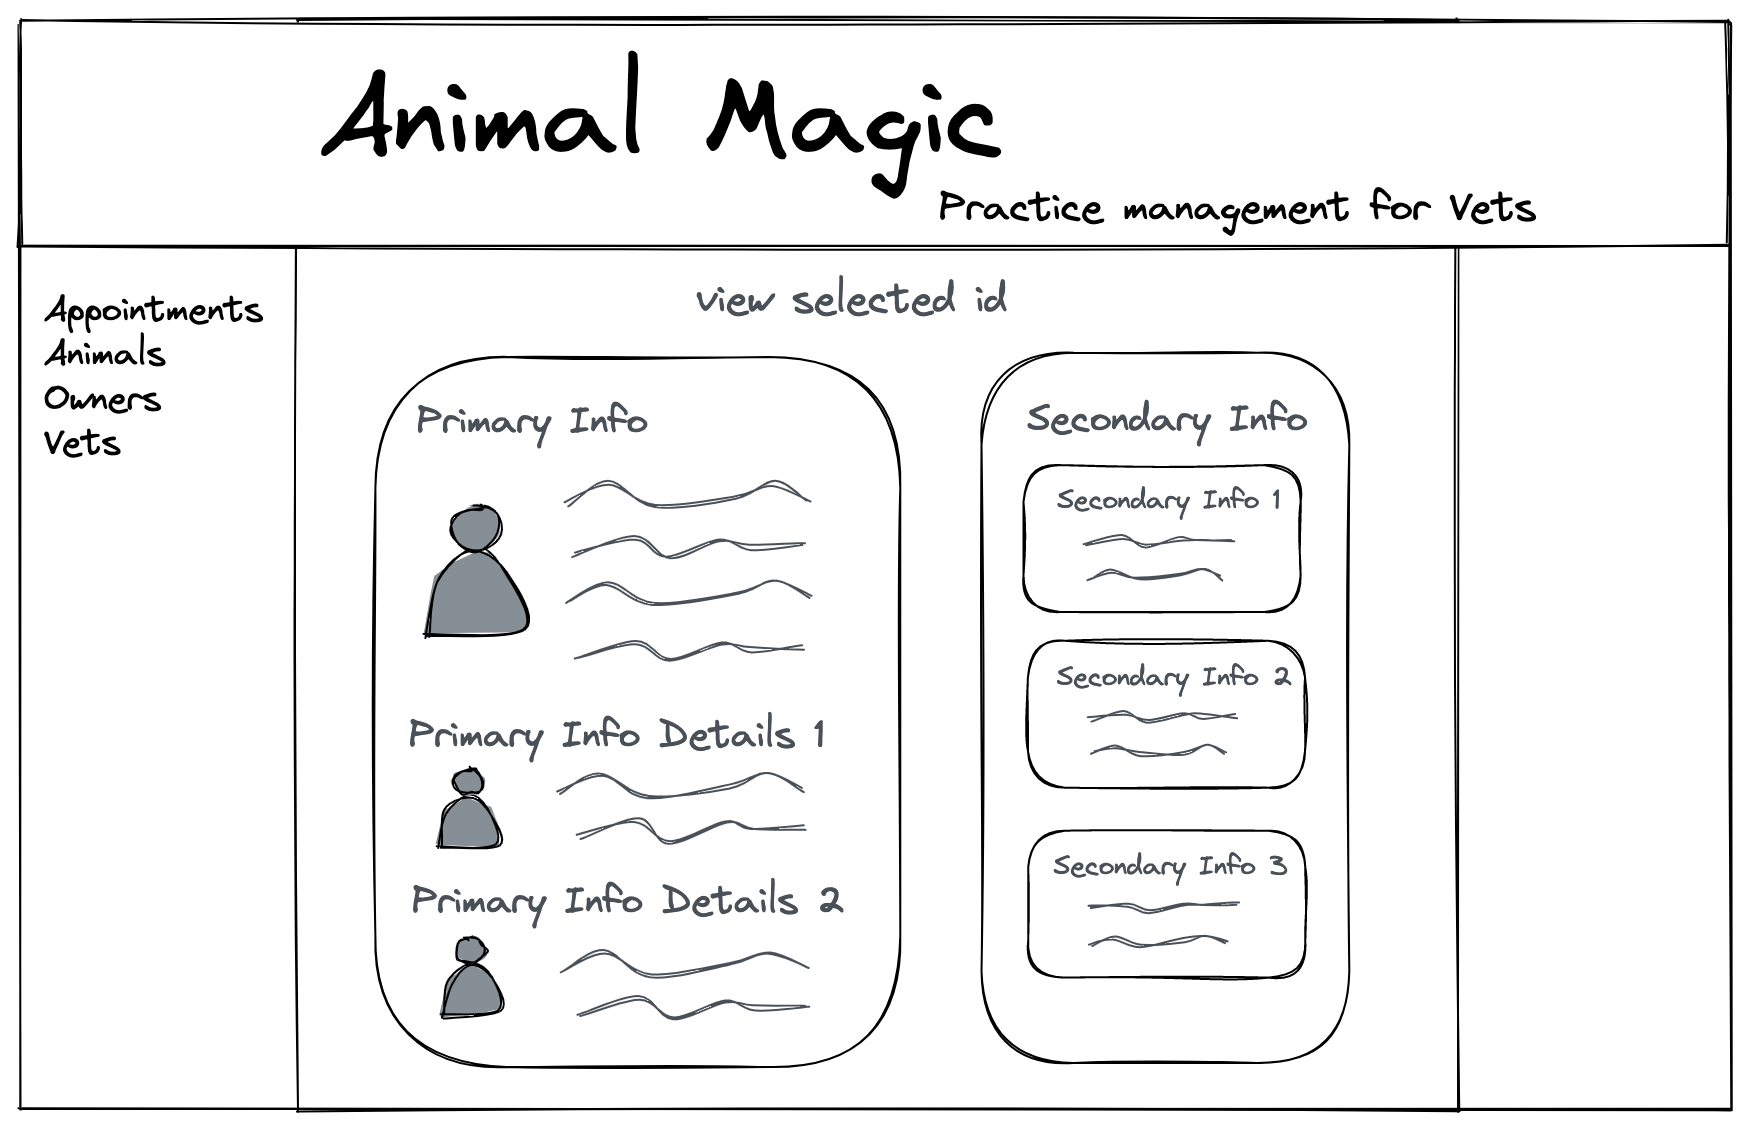 Animal Magic
Practice management for Vets
Appointments
Animals
Owners
Vets
view selected id
Primary Info
Primary Info Details 1
Primary Info Details 2
Secondary Info
Secondary Info 1
Secondary Info 2
Secondary Info 3